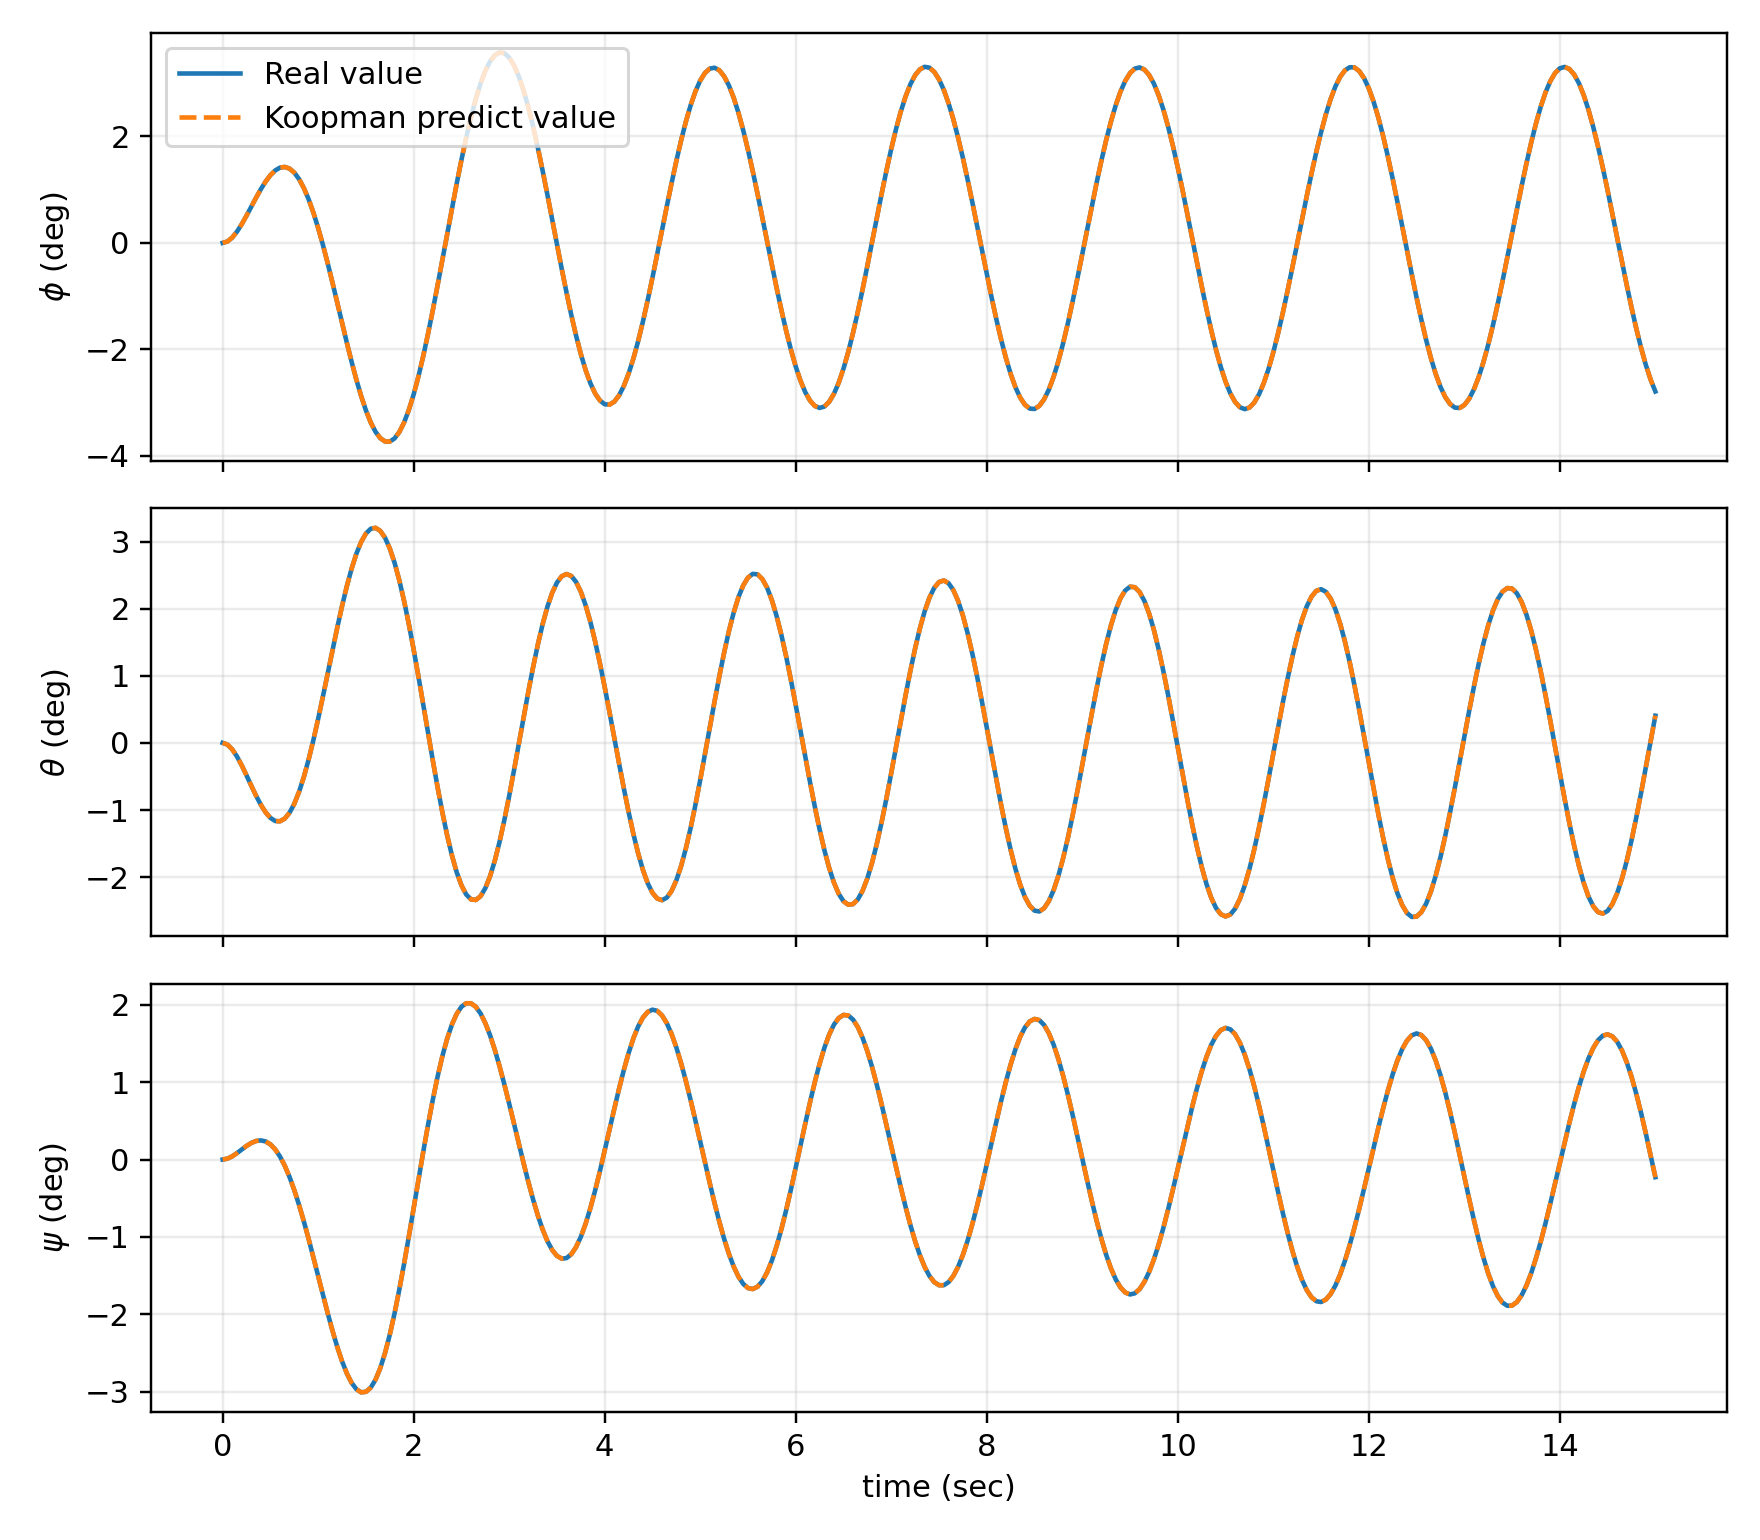 Real value
Koopman predict value
2
0
−2
−4
ϕ (deg)
3
2
1
0
−1
−2
θ (deg)
2
1
0
−1
−2
−3
ψ (deg)
0 2 4 6 8 10 12 14
time (sec)